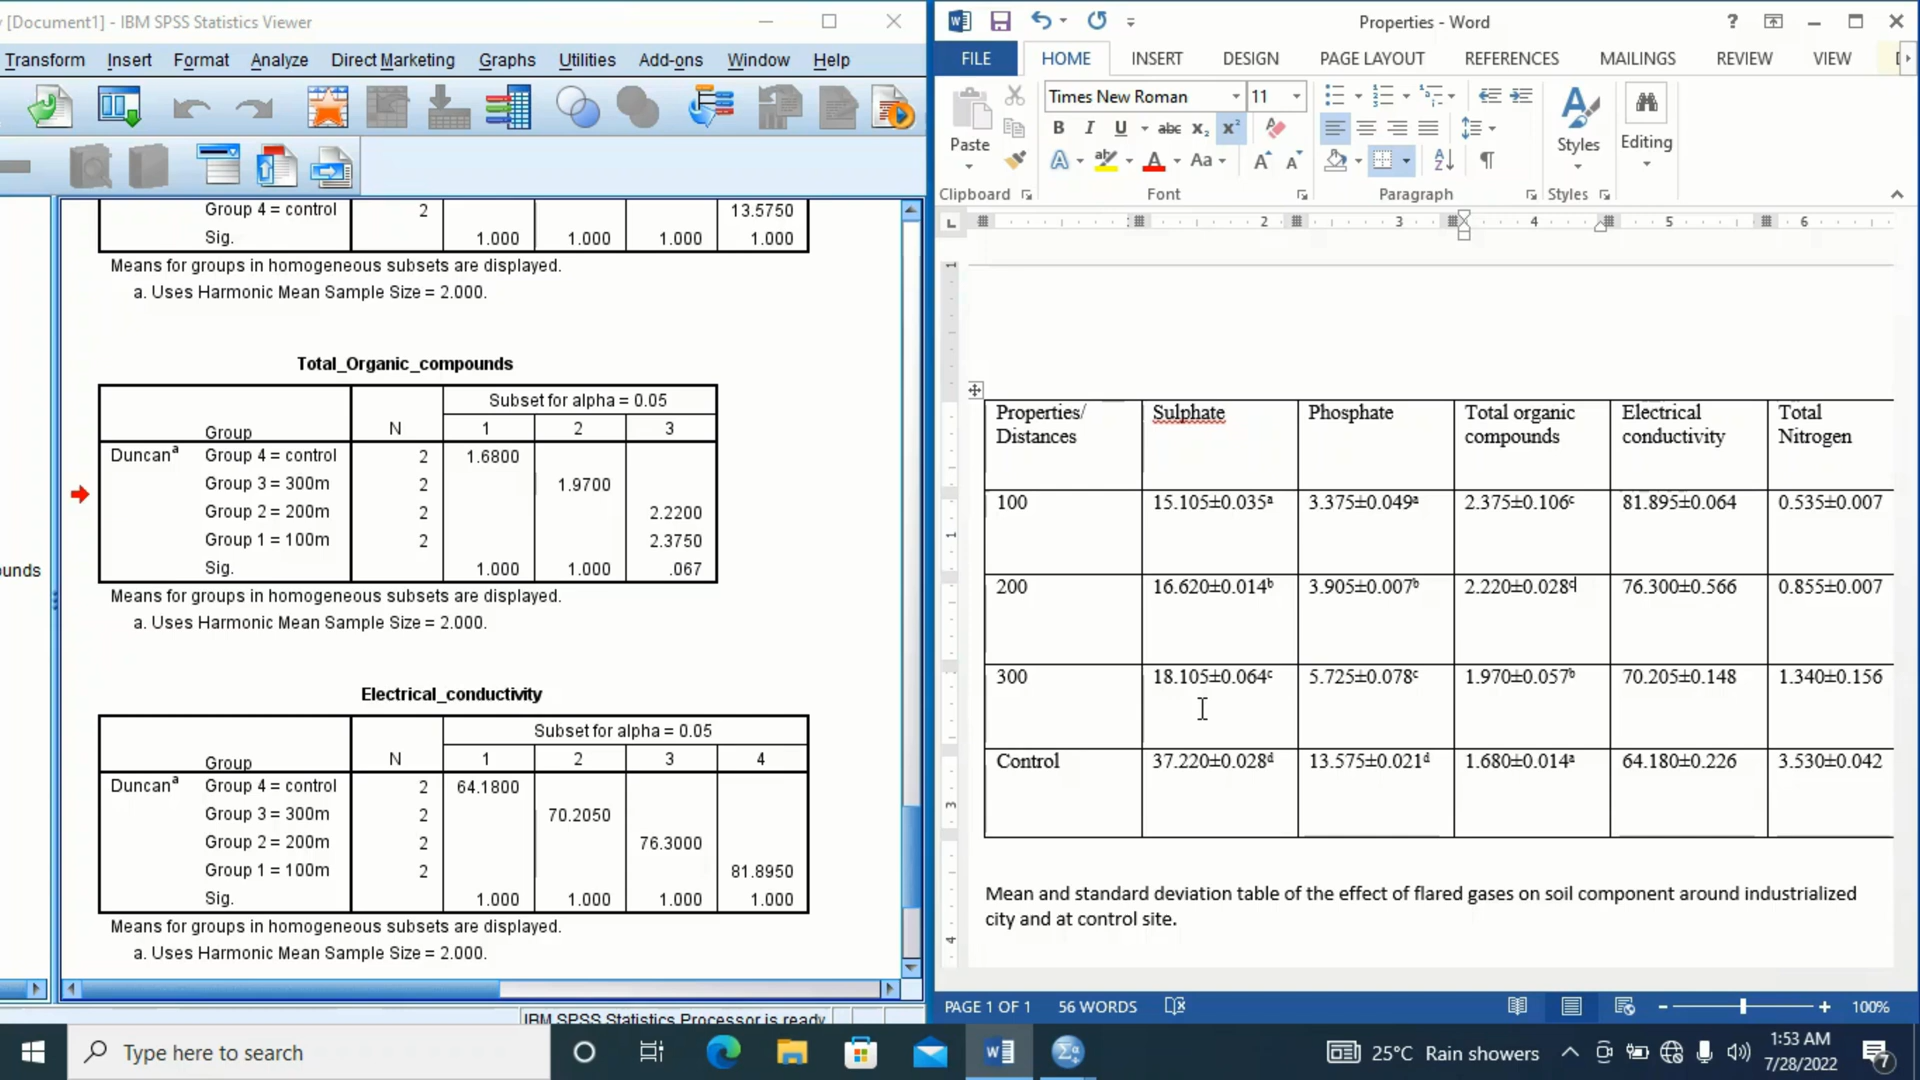 [Document1] - IBM SPSS Statistics Viewer
Transform Insert Format Analyze Direct Marketing Graphs Utilities Add-ons Window Help
Group 4 = control 2 13.5750
Sig. 1.000 1.000 1.000 1.000
Means for groups in homogeneous subsets are displayed.
a. Uses Harmonic Mean Sample Size = 2.000.
Total_Organic_compounds
Subset for alpha = 0.05
Group N 1 2 3
Duncanᵃ Group 4 = control 2 1.6800
Group 3 = 300m 2 1.9700
Group 2 = 200m 2 2.2200
Group 1 = 100m 2 2.3750
Sig. 1.000 1.000 .067
Means for groups in homogeneous subsets are displayed.
a. Uses Harmonic Mean Sample Size = 2.000.
unds
Electrical_conductivity
Subset for alpha = 0.05
Group N 1 2 3 4
Duncanᵃ Group 4 = control 2 64.1800
Group 3 = 300m 2 70.2050
Group 2 = 200m 2 76.3000
Group 1 = 100m 2 81.8950
Sig. 1.000 1.000 1.000 1.000
Means for groups in homogeneous subsets are displayed.
a. Uses Harmonic Mean Sample Size = 2.000.
IBM SPSS Statistics Processor is ready
Properties - Word
FILE HOME INSERT DESIGN PAGE LAYOUT REFERENCES MAILINGS REVIEW VIEW
Times New Roman 11
Paste Styles Editing
Clipboard Font Paragraph Styles
2 3 4 5 6
Properties/ Sulphate Phosphate Total organic Electrical Total
Distances compounds conductivity Nitrogen
100 15.105±0.035ᵃ 3.375±0.049ᵃ 2.375±0.106ᶜ 81.895±0.064 0.535±0.007
200 16.620±0.014ᵇ 3.905±0.007ᵇ 2.220±0.028ᶜ 76.300±0.566 0.855±0.007
300 18.105±0.064ᶜ 5.725±0.078ᶜ 1.970±0.057ᵇ 70.205±0.148 1.340±0.156
Control 37.220±0.028ᵈ 13.575±0.021ᵈ 1.680±0.014ᵃ 64.180±0.226 3.530±0.042
Mean and standard deviation table of the effect of flared gases on soil component around industrialized
city and at control site.
PAGE 1 OF 1 56 WORDS 100%
Type here to search
25°C Rain showers
1:53 AM
7/28/2022
7